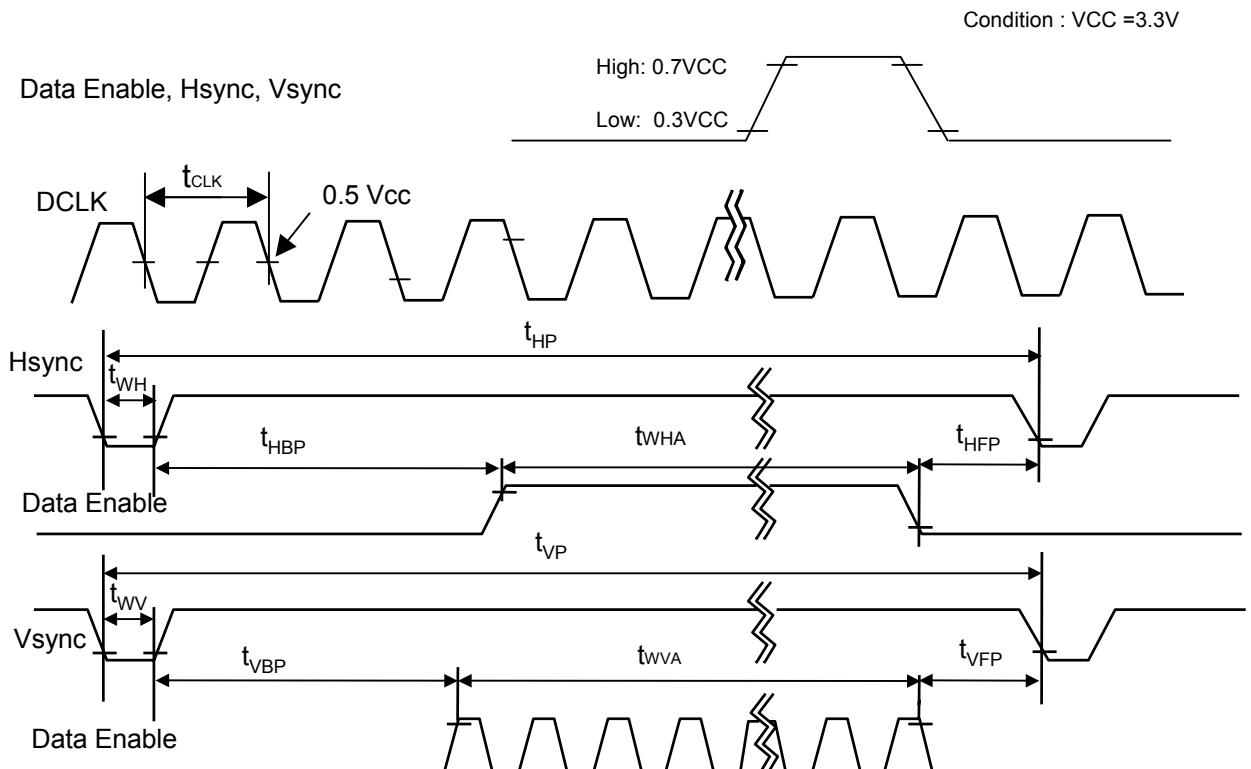 Condition : VCC =3.3V
High: 0.7VCC
Data Enable, Hsync, Vsync
Low: 0.3VCC
tCLK
DCLK
0.5 Vcc
tHP
Hsync
tWH
tHBP
tWHA
tHFP
Data Enable
tVP
tWV
Vsync
tVBP
tWVA
tVFP
Data Enable